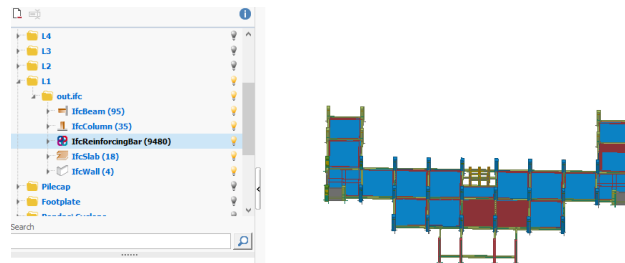 L4
L3
L2
L1
out.ifc
IfcBeam (95)
IfcColumn (35)
IfcReinforcingBar (9480)
IfcSlab (18)
IfcWall (4)
Pilecap
Footplate
Search